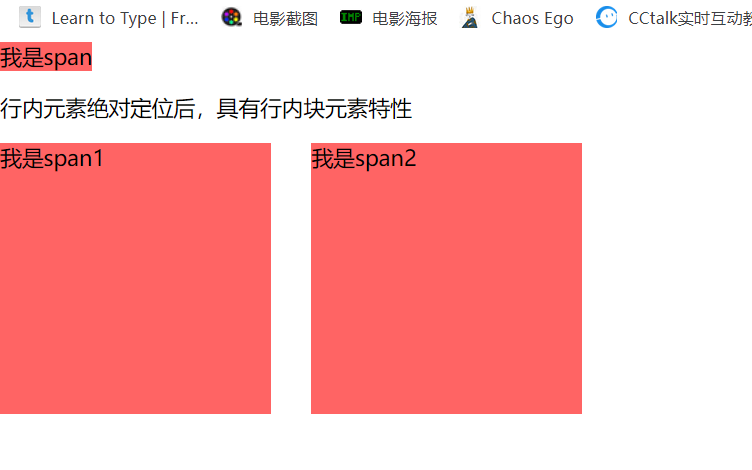 Learn to Type | Fr... 电影截图 电影海报 Chaos Ego CCtalk实时互动教
我是span
行内元素绝对定位后，具有行内块元素特性
我是span1 我是span2